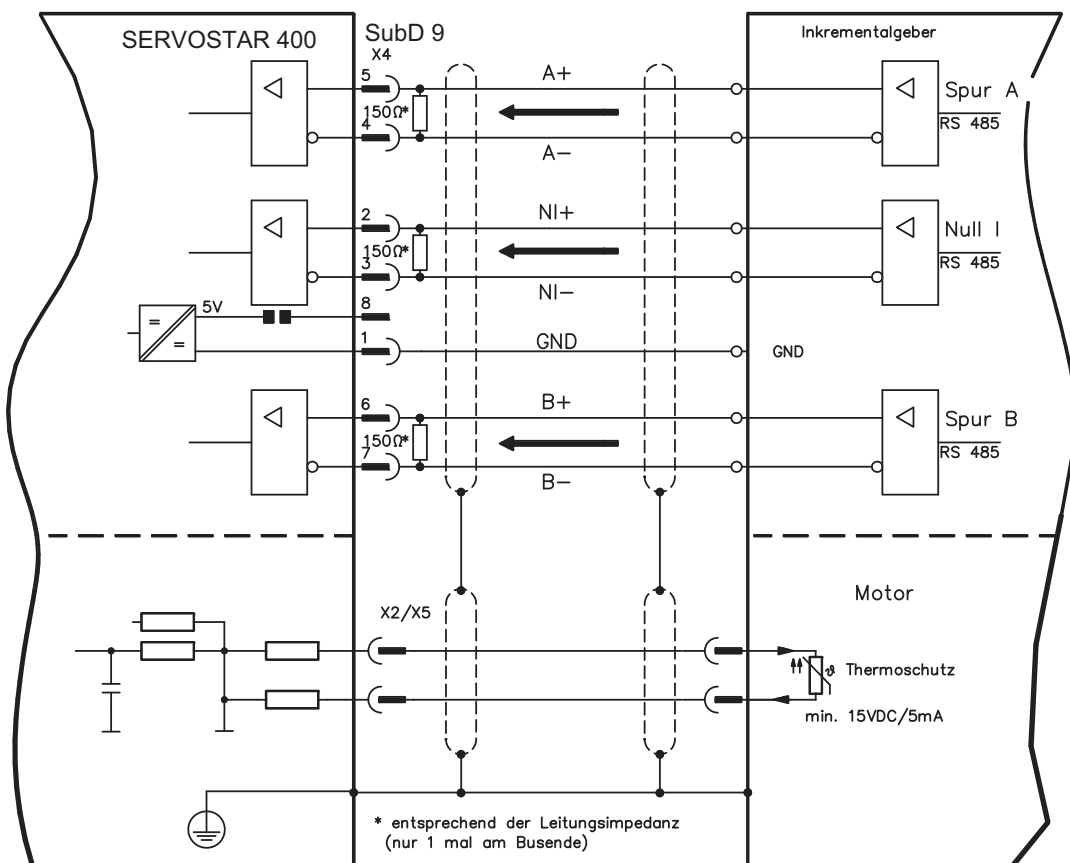 SERVOSTAR 400
SubD 9
X4
Inkrementalgeber
5
A+
Spur A
150Ω*
RS 485
4
A-
2
NI+
Null I
150Ω*
RS 485
3
NI-
5V
8
=
=
1
GND
GND
6
B+
Spur B
150Ω*
RS 485
7
B-
Motor
X2/X5
ϑ Thermoschutz
min. 15VDC/5mA
* entsprechend der Leitungsimpedanz
(nur 1 mal am Busende)